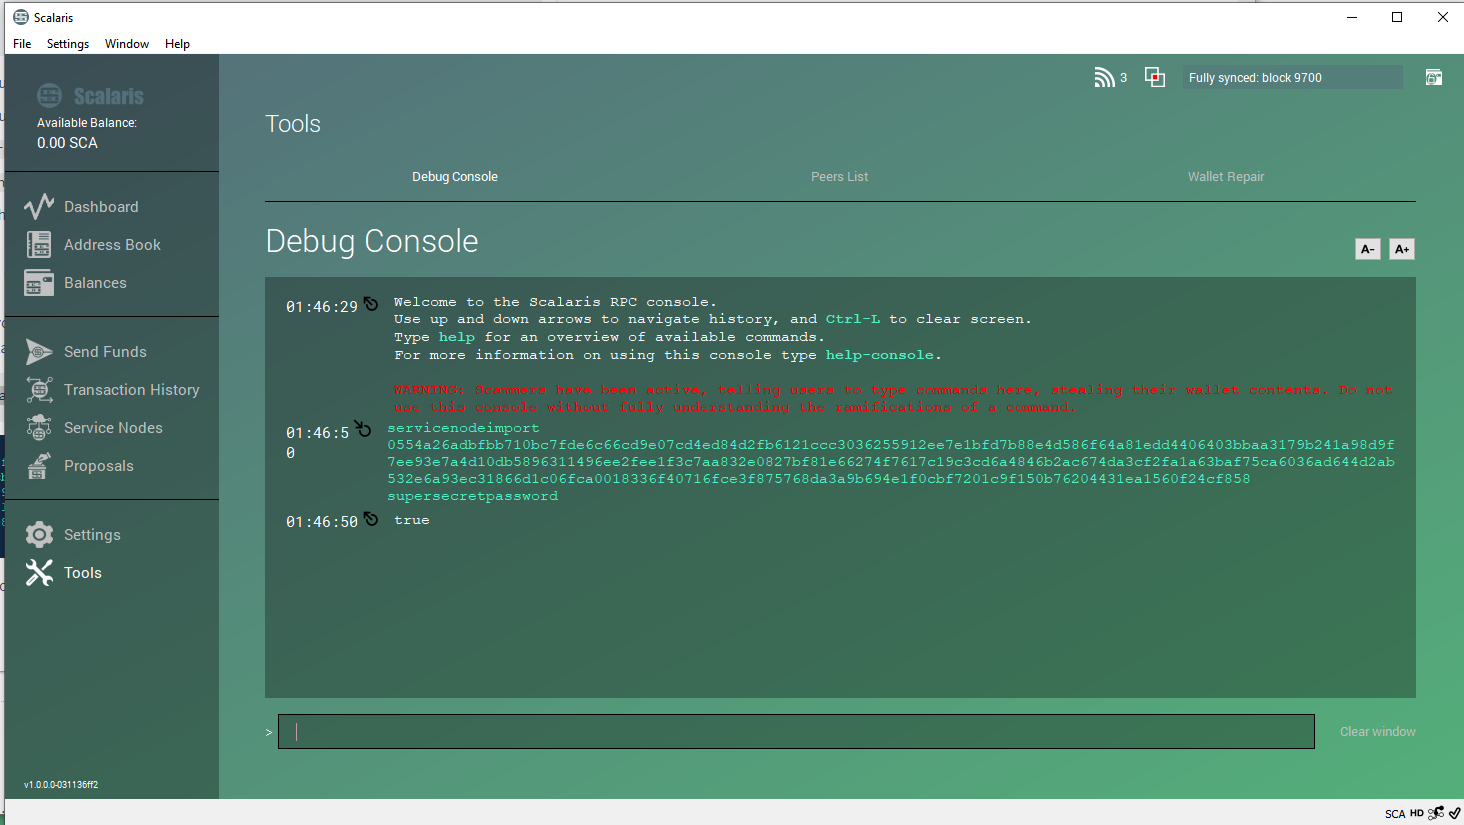 Scalaris
File Settings Window Help
Scalaris
Available Balance:
0.00 SCA
3
Fully synced: block 9700
Tools
Debug Console Peers List Wallet Repair
Dashboard
Address Book
Balances
Send Funds
Transaction History
Service Nodes
Proposals
Settings
Tools
v1.0.0.0-031136ff2
Debug Console
A- A+
01:46:29
Welcome to the Scalaris RPC console.
Use up and down arrows to navigate history, and Ctrl-L to clear screen.
Type help for an overview of available commands.
For more information on using this console type help-console.
WARNING: Scammers have been active, telling users to type commands here, stealing their wallet contents. Do not
use this console without fully understanding the ramifications of a command.
01:46:5
0
servicenodeimport
0554a26adbfbb710bc7fde6c66cd9e07cd4ed84d2fb6121ccc3036255912ee7e1bfd7b88e4d586f64a81edd4406403bbaa3179b241a98d9f
7ee93e7a4d10db5896311496ee2fee1f3c7aa832e0827bf81e66274f7617c19c3cd6a4846b2ac674da3cf2fa1a63baf75ca6036ad644d2ab
532e6a93ec31866d1c06fca0018336f40716fce3f875768da3a9b694e1f0cbf7201c9f150b76204431ea1560f24cf858
supersecretpassword
01:46:50
true
>
Clear window
SCA HD